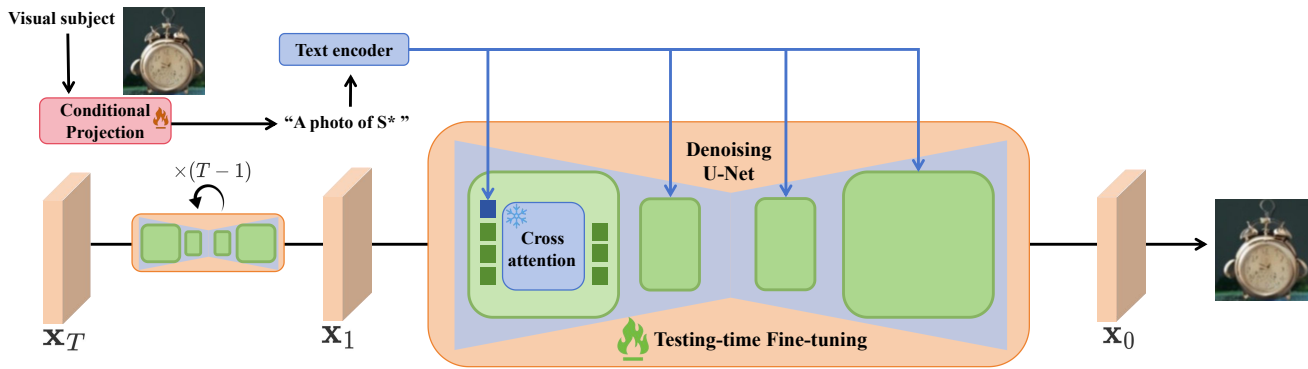 Visual subject
Text encoder
Conditional
Projection
“A photo of S* ”
Denoising
U-Net
×(T − 1)
Cross
attention
x_T
x_1
x_0
Testing-time Fine-tuning